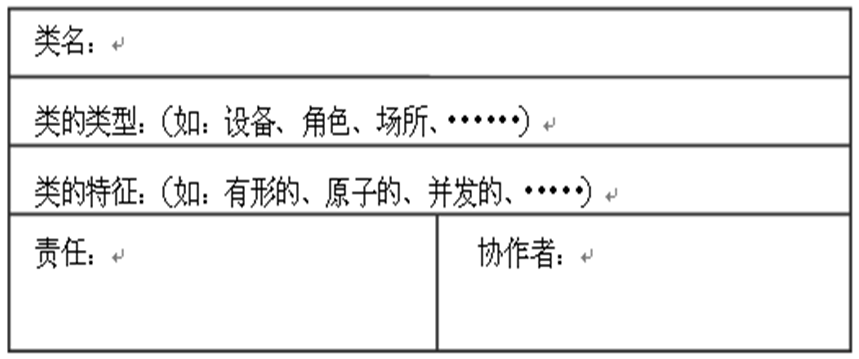 类名：
类的类型：(如：设备、角色、场所、……)
类的特征：(如：有形的、原子的、并发的、……)
责任：
协作者：